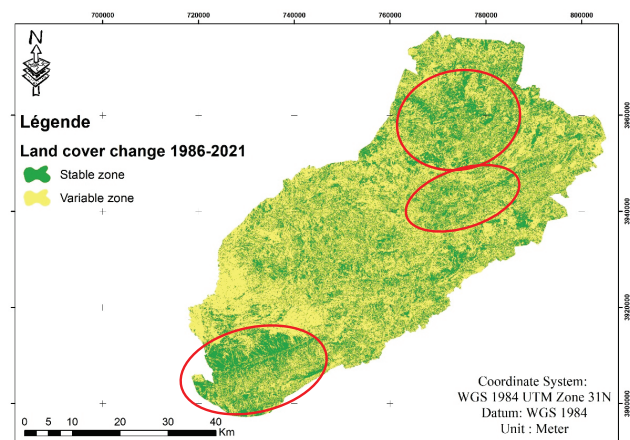 700000 720000 740000 760000 780000 800000
N
Légende
Land cover change 1986-2021
Stable zone
Variable zone
3960000
3940000
3920000
3900000
0 5 10 20 30 40
Km
Coordinate System:
WGS 1984 UTM Zone 31N
Datum: WGS 1984
Unit : Meter